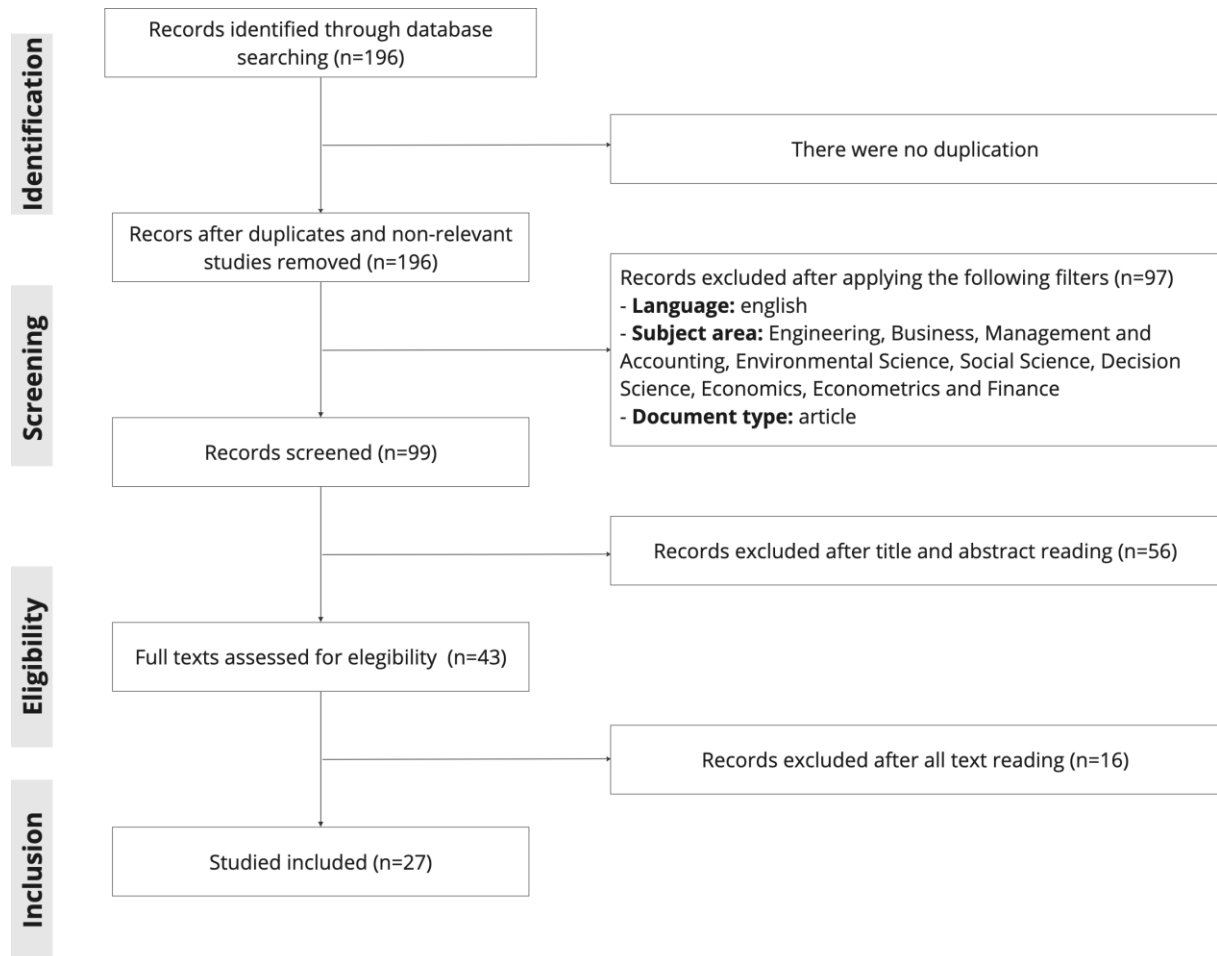 Identification
Records identified through database
searching (n=196)
There were no duplication
Recors after duplicates and non-relevant
studies removed (n=196)
Screening
Records excluded after applying the following filters (n=97)
- Language: english
- Subject area: Engineering, Business, Management and
Accounting, Environmental Science, Social Science, Decision
Science, Economics, Econometrics and Finance
- Document type: article
Records screened (n=99)
Records excluded after title and abstract reading (n=56)
Eligibility
Full texts assessed for elegibility (n=43)
Records excluded after all text reading (n=16)
Inclusion
Studied included (n=27)